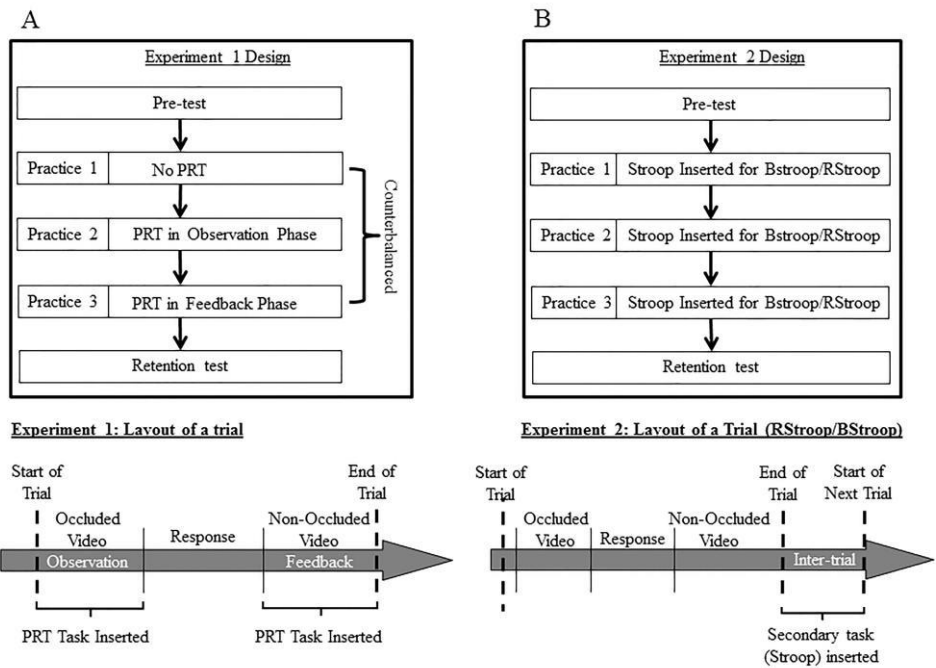 A
Experiment 1 Design
Pre-test
Practice 1 No PRT
Practice 2 PRT in Observation Phase
Practice 3 PRT in Feedback Phase
Counterbalanced
Retention test
Experiment 1: Layout of a trial
Start of
Trial
End of
Trial
Occluded
Video
Response
Non-Occluded
Video
Observation
Feedback
PRT Task Inserted
PRT Task Inserted
B
Experiment 2 Design
Pre-test
Practice 1 Stroop Inserted for Bstroop/RStroop
Practice 2 Stroop Inserted for Bstroop/RStroop
Practice 3 Stroop Inserted for Bstroop/RStroop
Retention test
Experiment 2: Layout of a Trial (RStroop/BStroop)
Start of
Trial
End of
Trial
Start of
Next Trial
Occluded
Video
Response
Non-Occluded
Video
Inter-trial
Secondary task
(Stroop) inserted